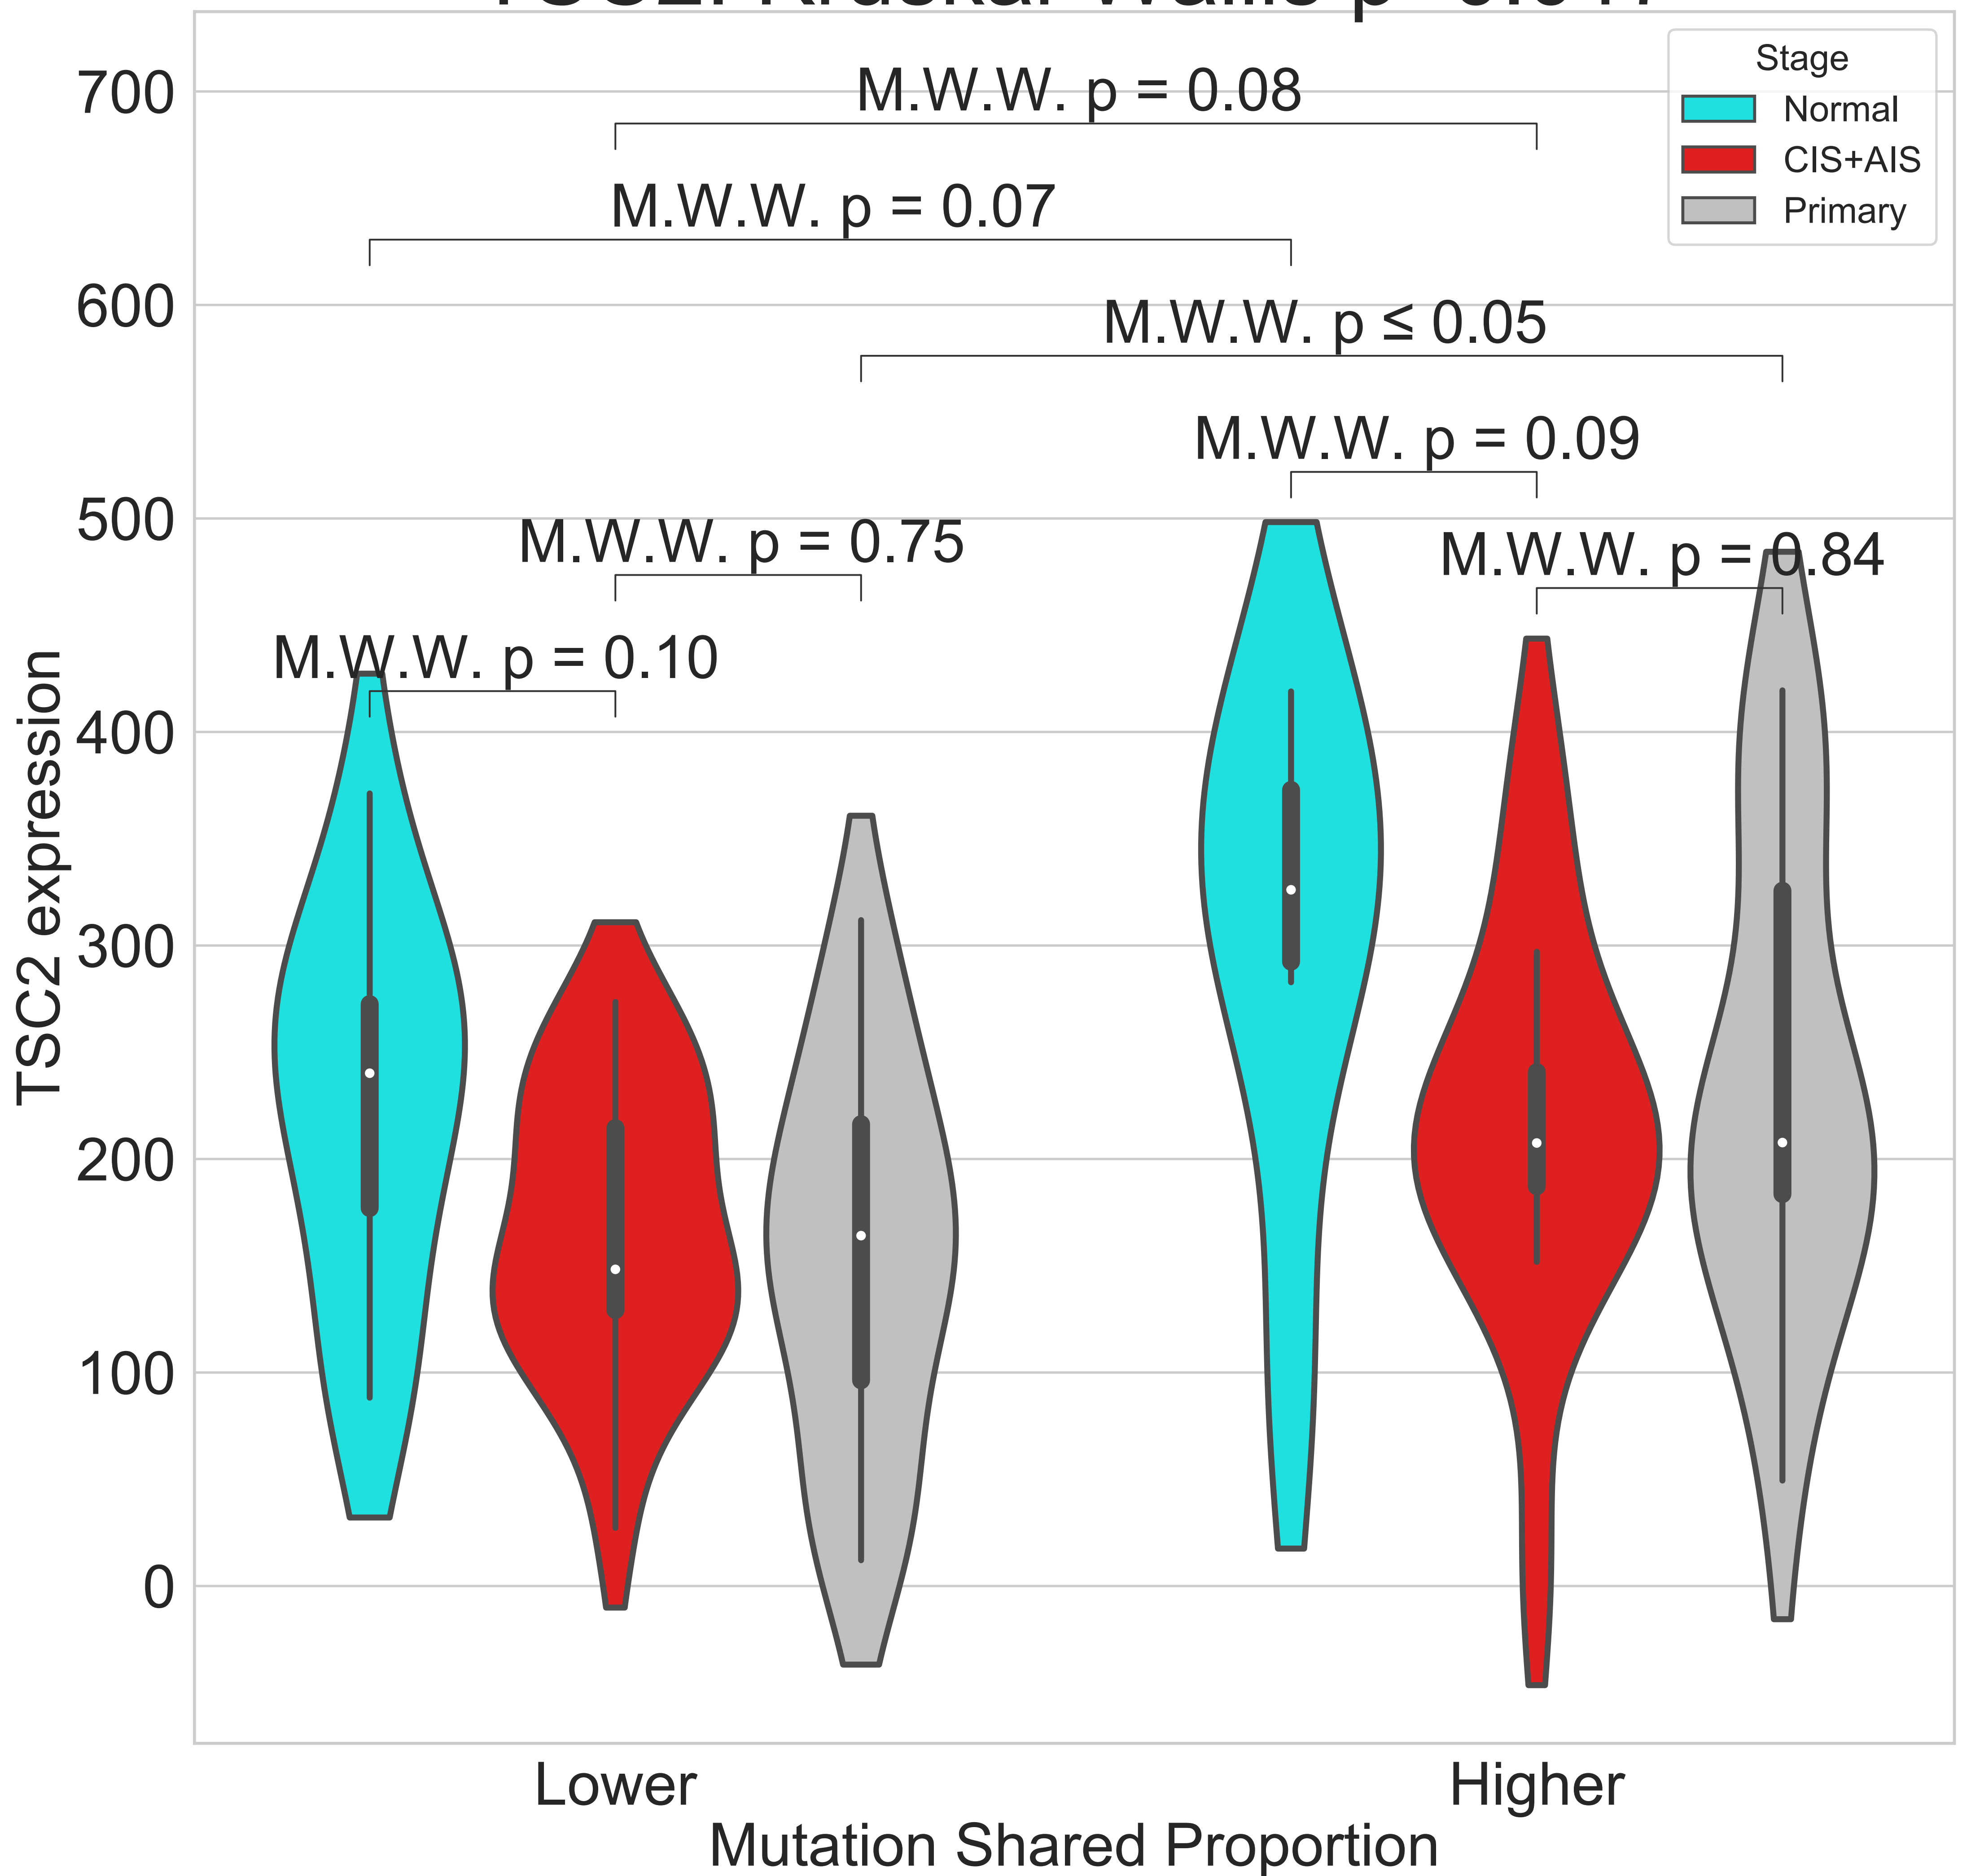 Stage
Normal
CIS+AIS
Primary
M.W.W. p = 0.08
M.W.W. p = 0.07
M.W.W. p ≤ 0.05
M.W.W. p = 0.09
M.W.W. p = 0.75
M.W.W. p = 0.84
M.W.W. p = 0.10
700
600
500
400
300
200
100
0
TSC2 expression
Lower
Higher
Mutation Shared Proportion